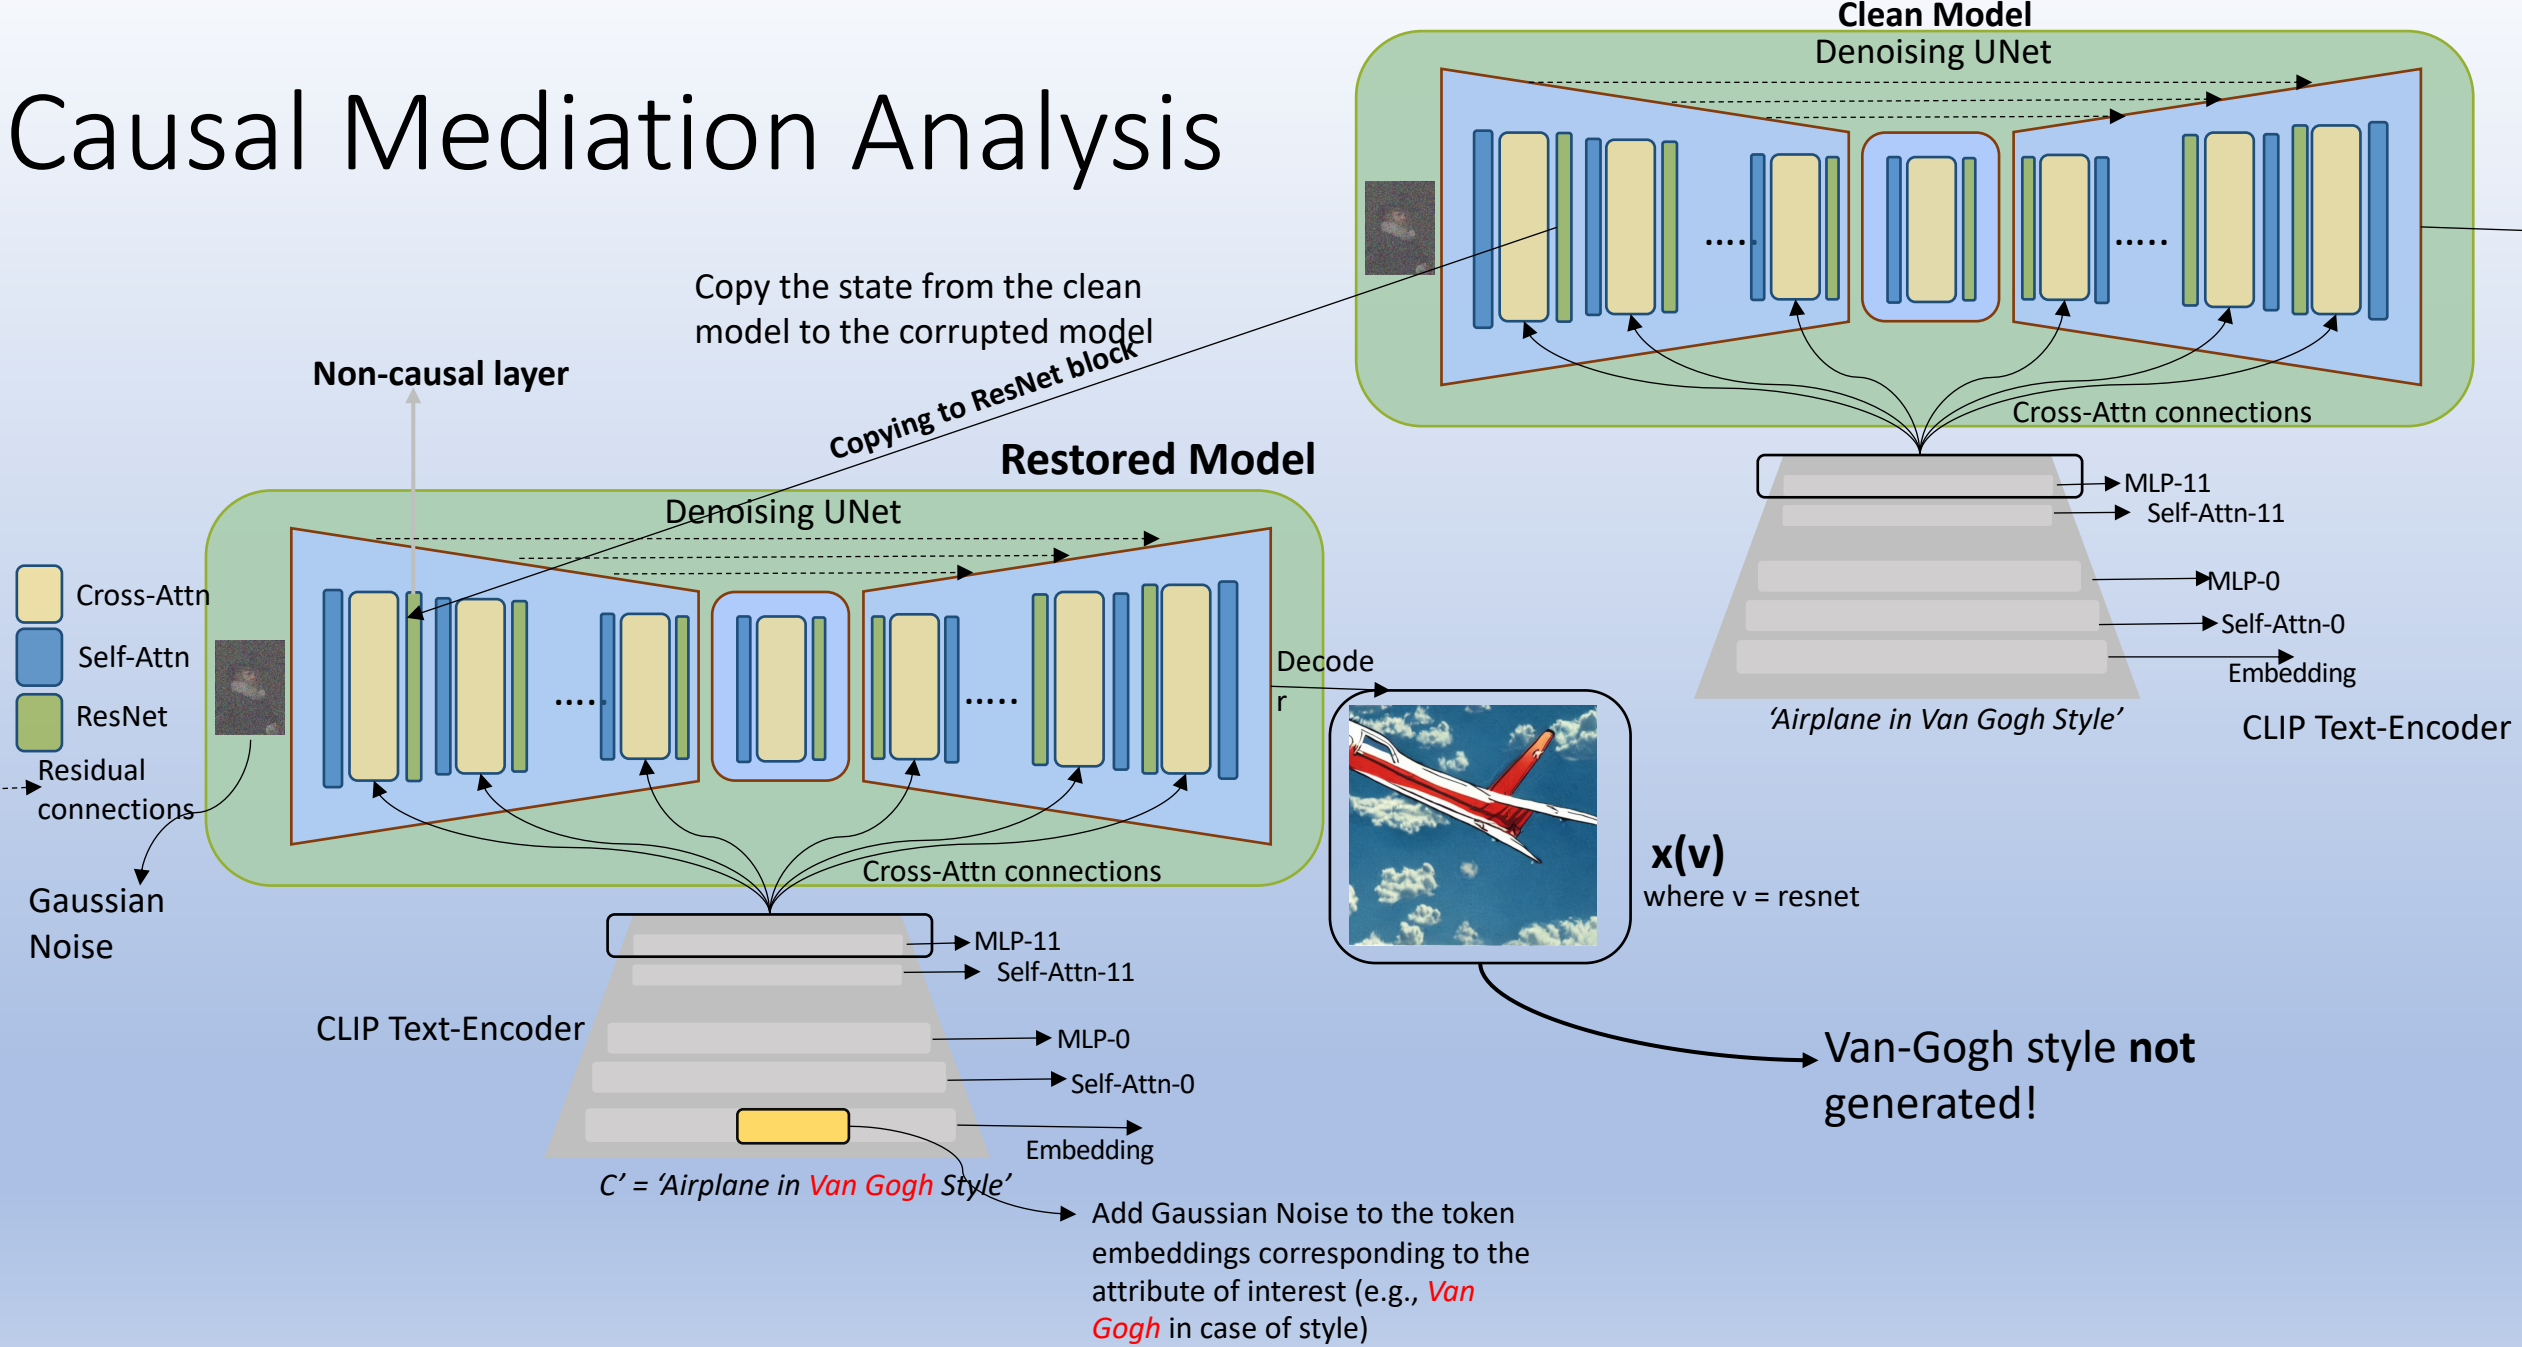 Causal Mediation Analysis
Clean Model
Denoising UNet
Cross-Attn connections
MLP-11
Self-Attn-11
MLP-0
Self-Attn-0
Embedding
‘Airplane in Van Gogh Style’
CLIP Text-Encoder
Copy the state from the clean
model to the corrupted model
Copying to ResNet block
Non-causal layer
Restored Model
Denoising UNet
Cross-Attn
Self-Attn
ResNet
Residual
connections
Gaussian
Noise
.....
.....
.....
.....
Decode
r
Cross-Attn connections
MLP-11
Self-Attn-11
CLIP Text-Encoder
MLP-0
Self-Attn-0
Embedding
C’ = ‘Airplane in Van Gogh Style’
Add Gaussian Noise to the token
embeddings corresponding to the
attribute of interest (e.g., Van
Gogh in case of style)
x(v)
where v = resnet
Van-Gogh style not
generated!